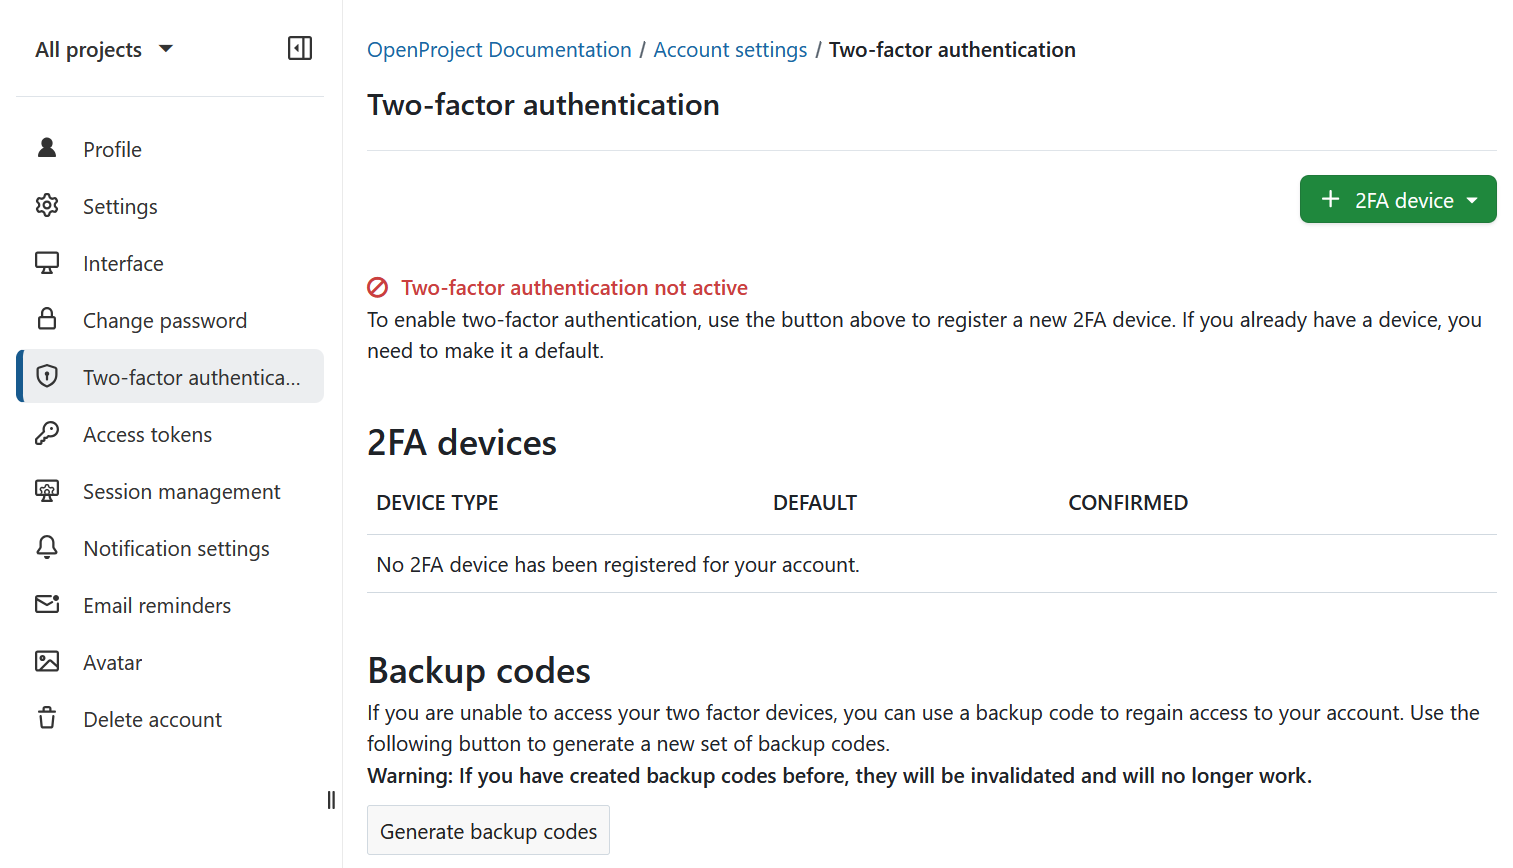 All projects
Profile
Settings
Interface
Change password
Two-factor authentica...
Access tokens
Session management
Notification settings
Email reminders
Avatar
Delete account
OpenProject Documentation / Account settings / Two-factor authentication
Two-factor authentication
+ 2FA device
Two-factor authentication not active
To enable two-factor authentication, use the button above to register a new 2FA device. If you already have a device, you
need to make it a default.
2FA devices
DEVICE TYPE DEFAULT CONFIRMED
No 2FA device has been registered for your account.
Backup codes
If you are unable to access your two factor devices, you can use a backup code to regain access to your account. Use the
following button to generate a new set of backup codes.
Warning: If you have created backup codes before, they will be invalidated and will no longer work.
Generate backup codes